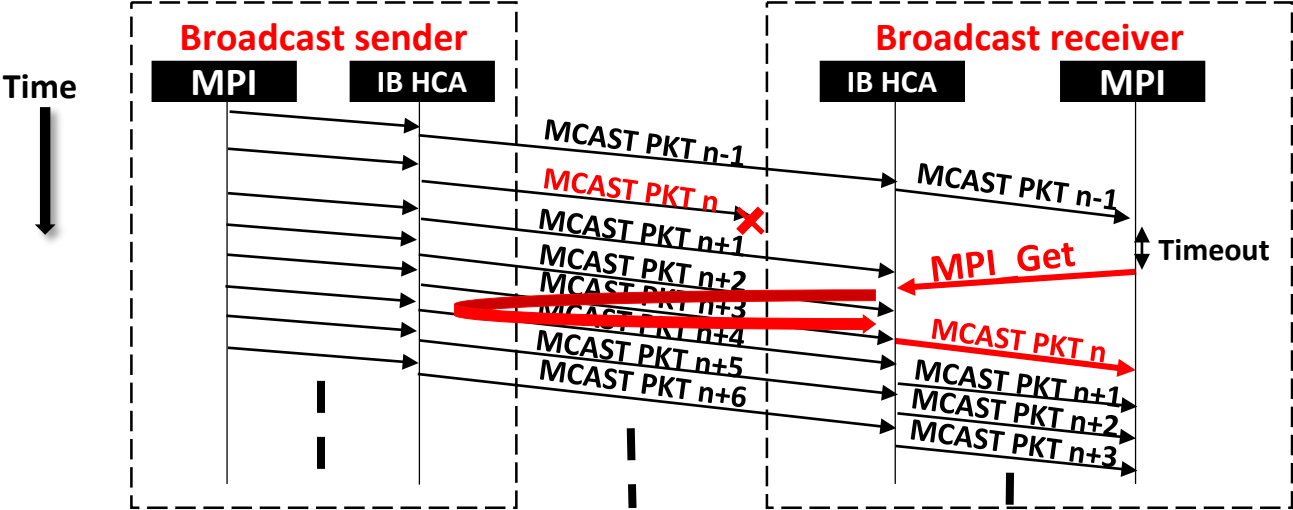 Broadcast sender
Broadcast receiver
MPI
IB HCA
IB HCA
MPI
Time
MCAST PKT n-1
MCAST PKT n-1
MCAST PKT n
MCAST PKT n+1
Timeout
MPI_Get
MCAST PKT n+2
MCAST PKT n+3
MCAST PKT n+4
MCAST PKT n
MCAST PKT n+5
MCAST PKT n+6
MCAST PKT n+1
MCAST PKT n+2
MCAST PKT n+3